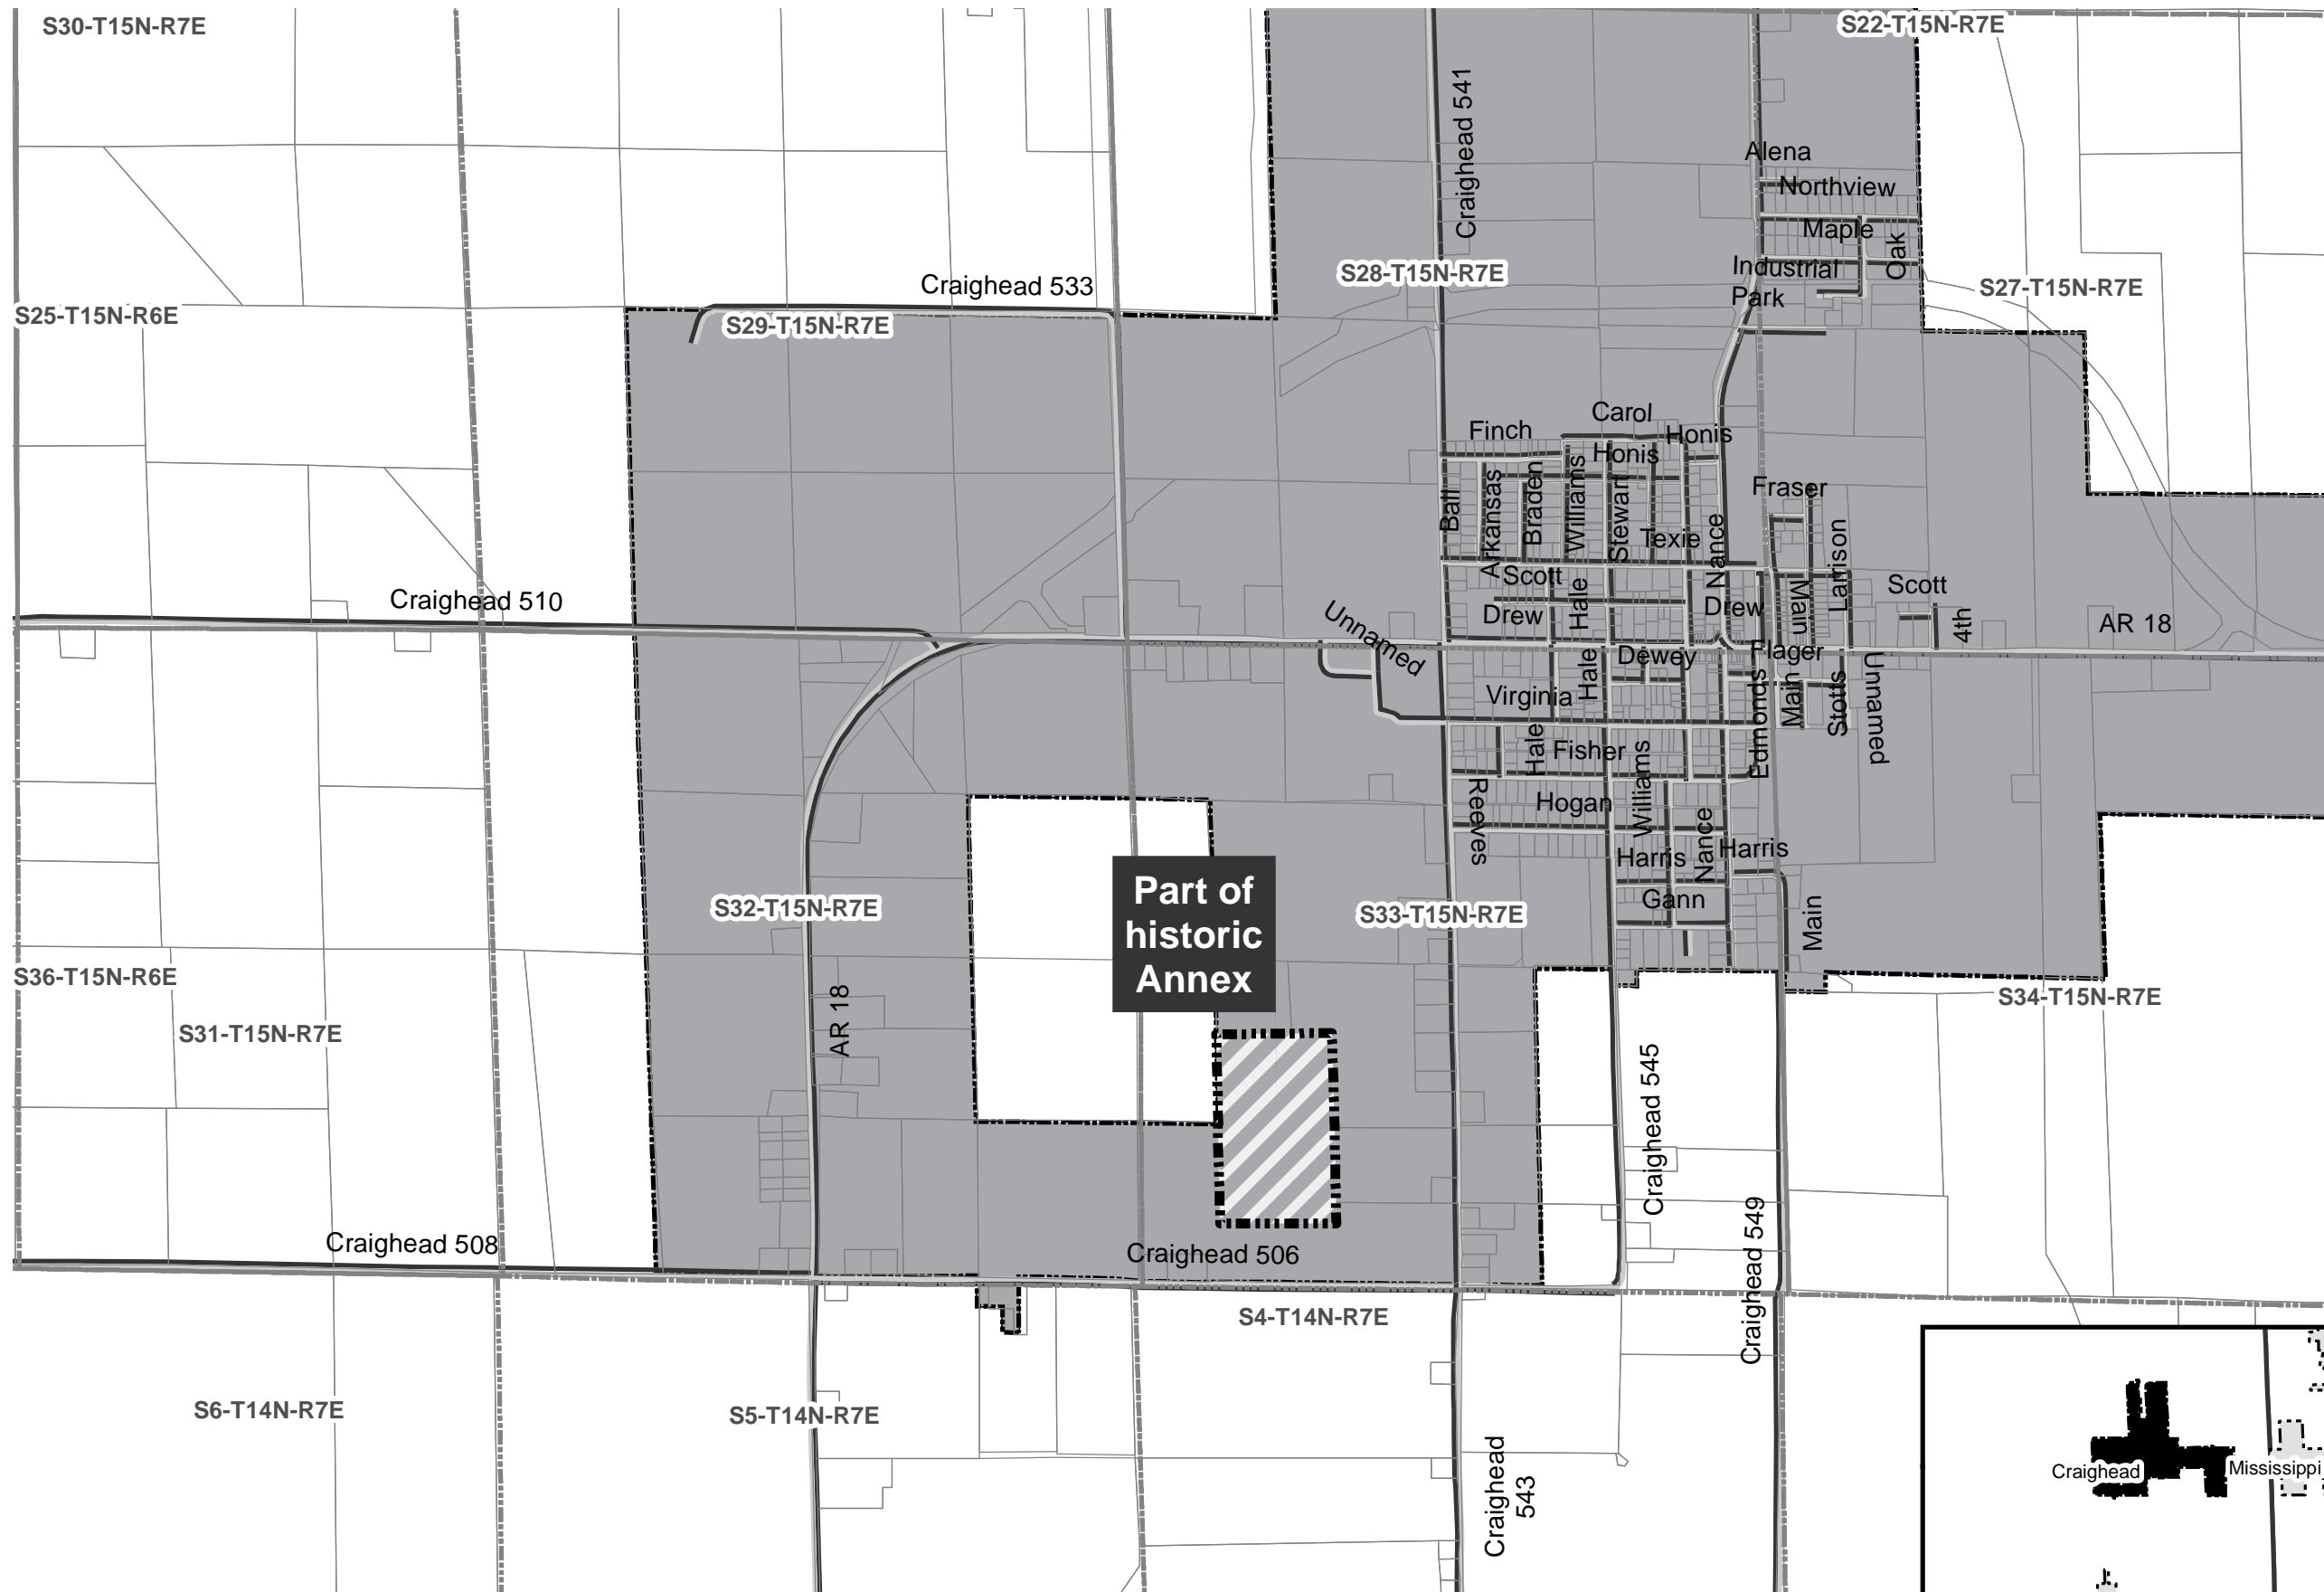 S30-T15N-R7E
S22-T15N-R7E
Craighead 541
Alena
Northview
Maple
Oak
Industrial
Park
S28-T15N-R7E
S27-T15N-R7E
Craighead 533
S25-T15N-R6E
S29-T15N-R7E
Carol
Finch
Honis
Honis
Fraser
Ball
Arkansas
Braden
Williams
Stewart
Texie
Nance
Larrison
Scott
Scott
Hale
Drew
Drew
Main
4th
AR 18
Craighead 510
Unnamed
Hale
Dewey
Flager
Unnamed
Virginia
Edmonds
Main
Stotts
Hale
Fisher
Williams
Reeves
Hogan
Nance
Harris
Harris
Gann
Main
Part of
historic
Annex
S32-T15N-R7E
S33-T15N-R7E
S36-T15N-R6E
S34-T15N-R7E
S31-T15N-R7E
AR 18
Craighead 545
Craighead 549
Craighead 508
Craighead 506
S4-T14N-R7E
S6-T14N-R7E
S5-T14N-R7E
Craighead
543
Craighead
Mississippi